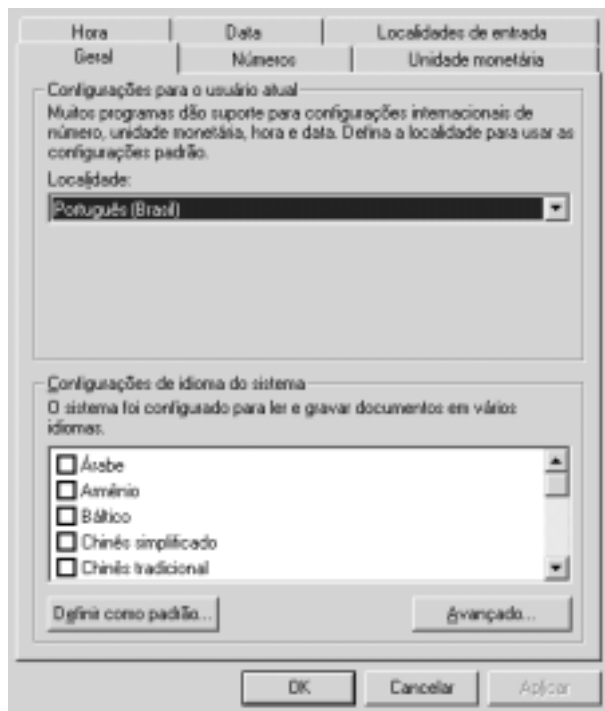 Hora Data Localidades de entrada
Geral Números Unidade monetária
Configurações para o usuário atual
Muitos programas dão suporte para configurações internacionais de
número, unidade monetária, hora e data. Defina a localidade para usar as
configurações padrão.
Localidade:
Português (Brasil)
Configurações de idioma do sistema
O sistema foi configurado para ler e gravar documentos em vários
idiomas.
Árabe
Armênio
Báltico
Chinês simplificado
Chinês tradicional
Definir como padrão... Avançado...
OK Cancelar Aplicar